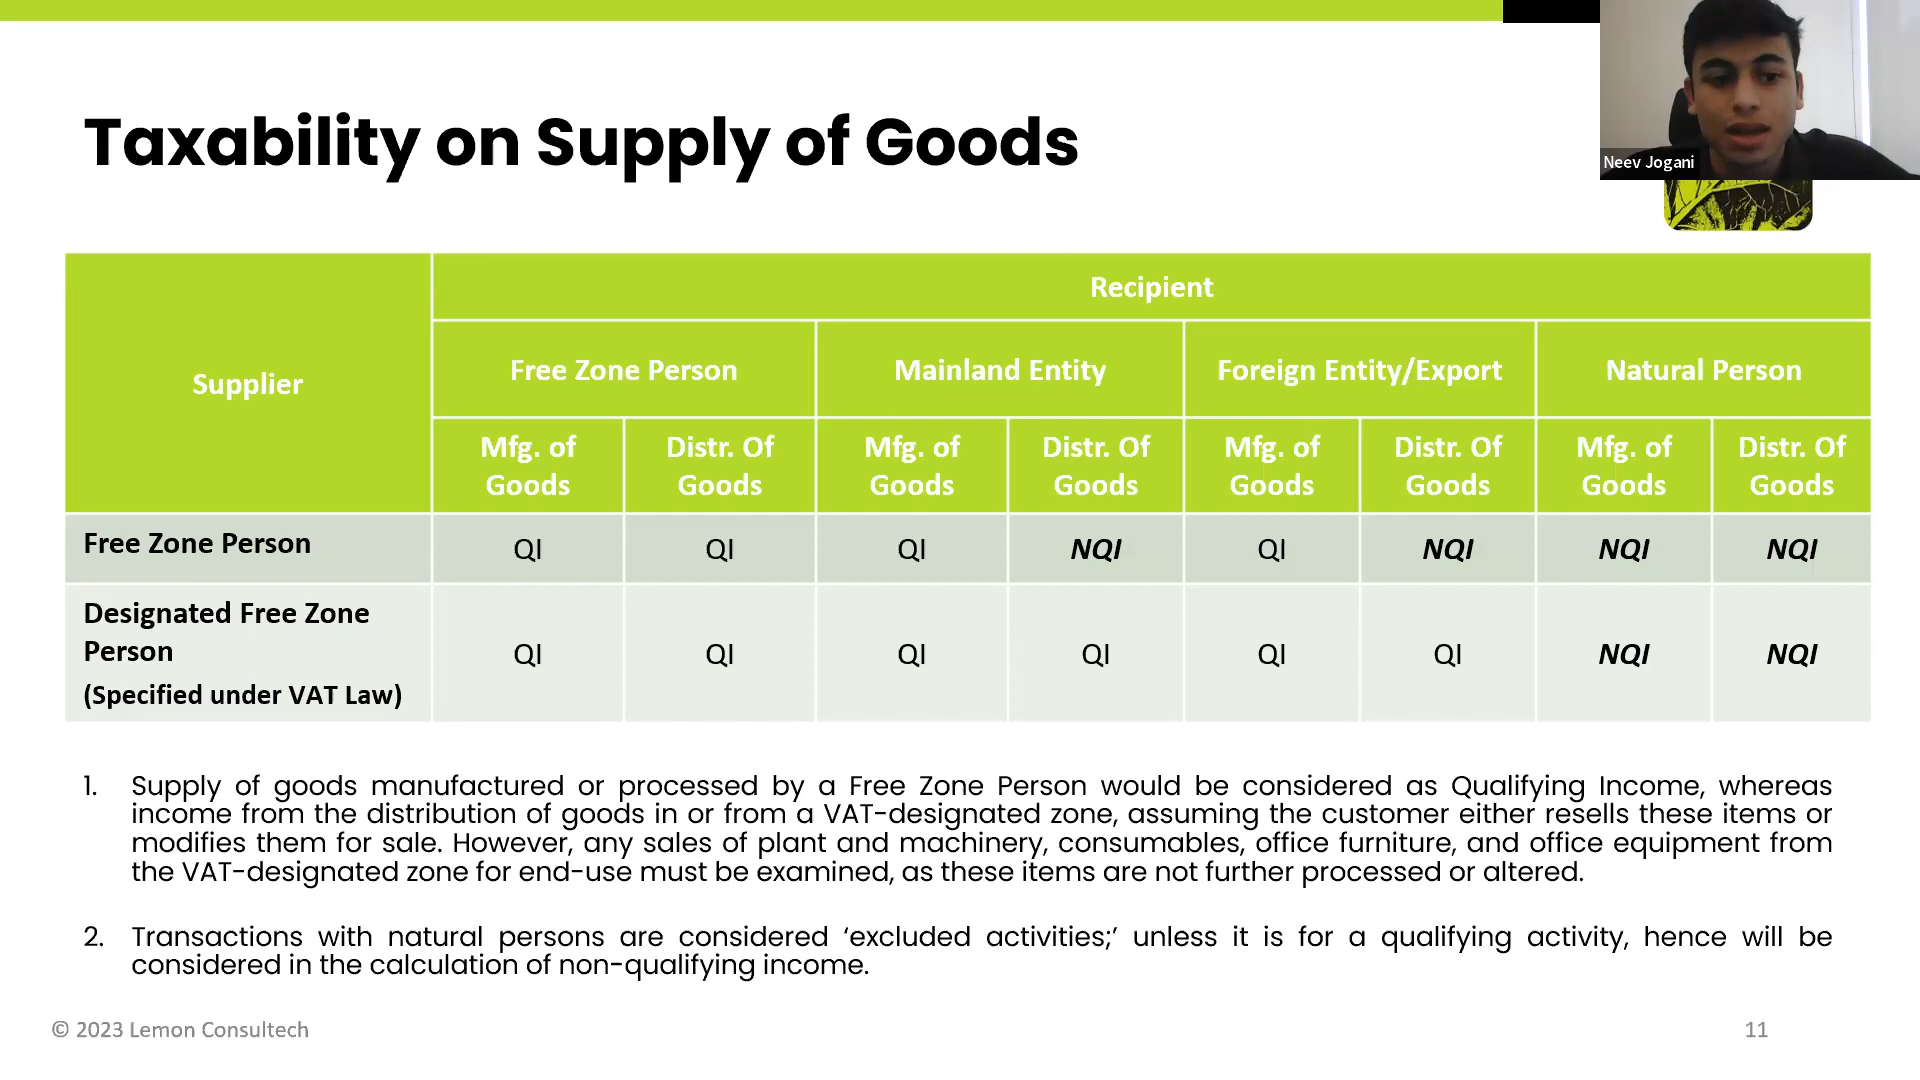 Taxability on Supply of Goods
Neev Jogani
Supplier
Recipient
Free Zone Person
Mainland Entity
Foreign Entity/Export
Natural Person
Mfg. of
Goods
Distr. Of
Goods
Mfg. of
Goods
Distr. Of
Goods
Mfg. of
Goods
Distr. Of
Goods
Mfg. of
Goods
Distr. Of
Goods
Free Zone Person QI QI QI NQI QI NQI NQI NQI
Designated Free Zone
Person
(Specified under VAT Law)
QI QI QI QI QI QI NQI NQI
1. Supply of goods manufactured or processed by a Free Zone Person would be considered as Qualifying Income, whereas
income from the distribution of goods in or from a VAT-designated zone, assuming the customer either resells these items or
modifies them for sale. However, any sales of plant and machinery, consumables, office furniture, and office equipment from
the VAT-designated zone for end-use must be examined, as these items are not further processed or altered.
2. Transactions with natural persons are considered ‘excluded activities;’ unless it is for a qualifying activity, hence will be
considered in the calculation of non-qualifying income.
© 2023 Lemon Consultech
11